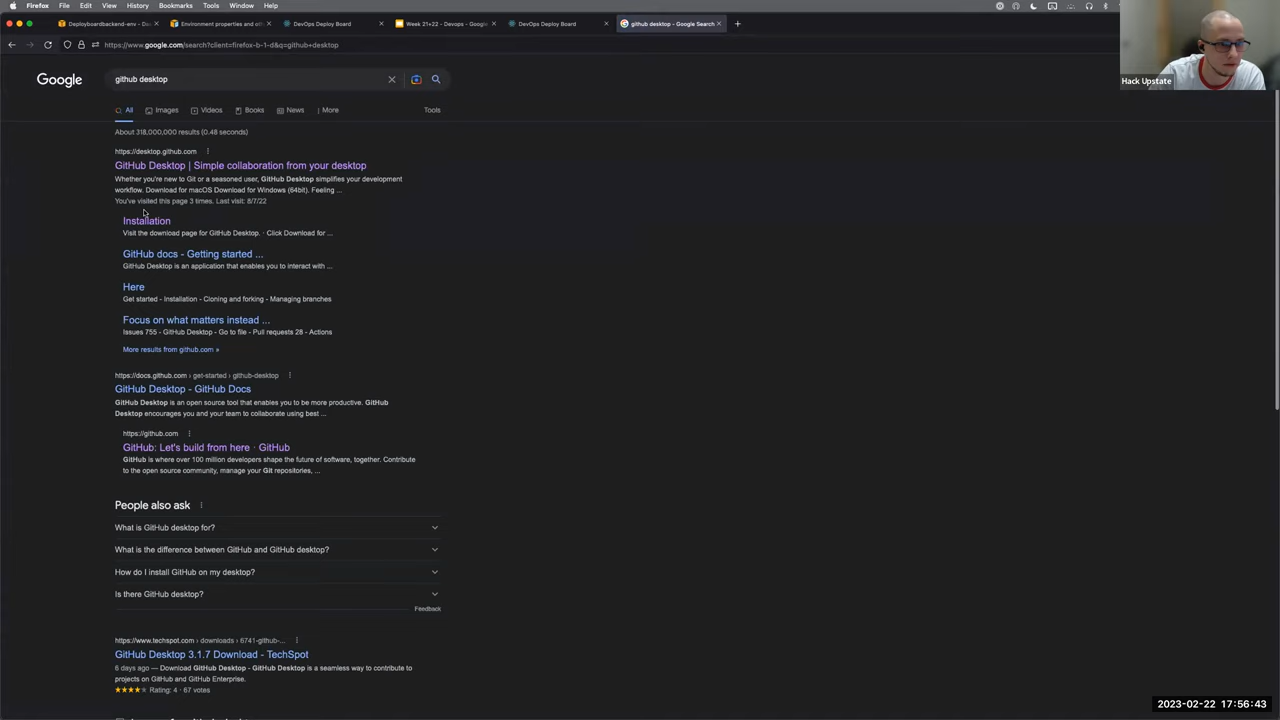 Firefox File Edit View History Bookmarks Tools Window Help
Deployboardbackend-env - De
Environment properties and ot
DevOps Deploy Board
Week 21+22 - Devops - Google
DevOps Deploy Board
github desktop - Google Search
https://www.google.com/search?client=firefox-b-1-d&q=github+desktop
Hack Upstate
Google
github desktop
All Images Videos Books News More Tools
About 318,000,000 results (0.48 seconds)
https://desktop.github.com
GitHub Desktop | Simple collaboration from your desktop
Whether you're new to Git or a seasoned user, GitHub Desktop simplifies your development
workflow. Download for macOS Download for Windows (64bit). Feeling ...
You've visited this page 3 times. Last visit: 8/7/22
Installation
Visit the download page for GitHub Desktop. · Click Download for ...
GitHub docs - Getting started ...
GitHub Desktop is an application that enables you to interact with ...
Here
Get started - Installation - Cloning and forking - Managing branches
Focus on what matters instead ...
Issues 755 - GitHub Desktop - Go to file - Pull requests 28 - Actions
More results from github.com »
https://docs.github.com › get-started › github-desktop
GitHub Desktop - GitHub Docs
GitHub Desktop is an open source tool that enables you to be more productive. GitHub
Desktop encourages you and your team to collaborate using best ...
https://github.com
GitHub: Let's build from here · GitHub
GitHub is where over 100 million developers shape the future of software, together. Contribute
to the open source community, manage your Git repositories, ...
People also ask
What is GitHub desktop for?
What is the difference between GitHub and GitHub desktop?
How do I install GitHub on my desktop?
Is there GitHub desktop?
Feedback
https://www.techspot.com › downloads › 6741-github-...
GitHub Desktop 3.1.7 Download - TechSpot
6 days ago — Download GitHub Desktop - GitHub Desktop is a seamless way to contribute to
projects on GitHub and GitHub Enterprise.
Rating: 4 · 67 votes
2023-02-22 17:56:43